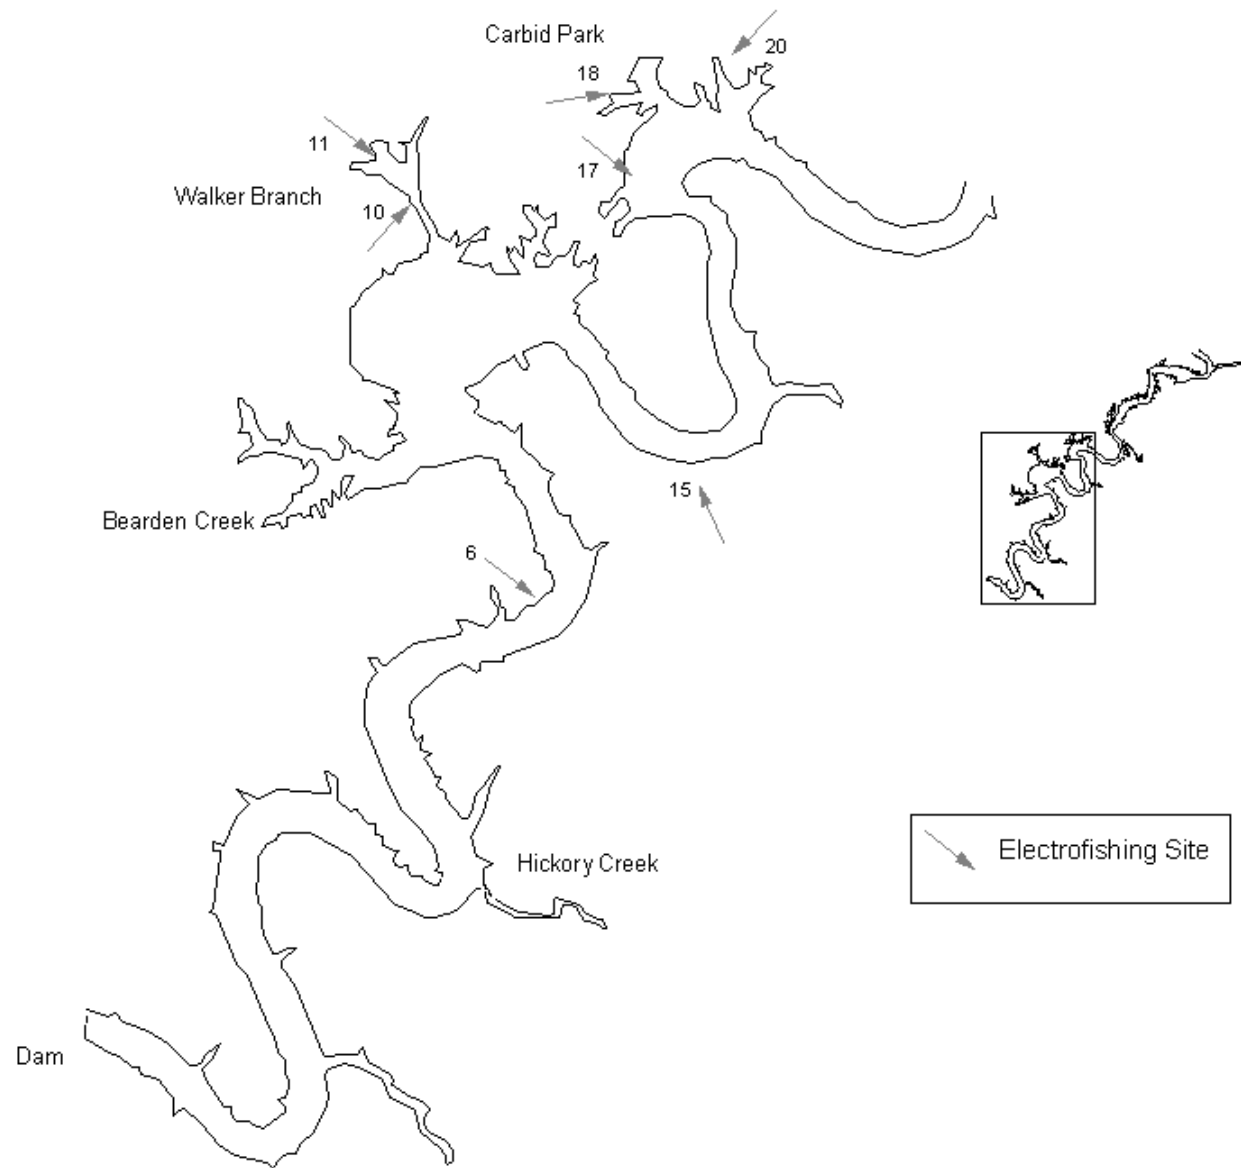 Carbid Park
20
18
11
17
Walker Branch
10
15
Bearden Creek
6
Electrofishing Site
Hickory Creek
Dam